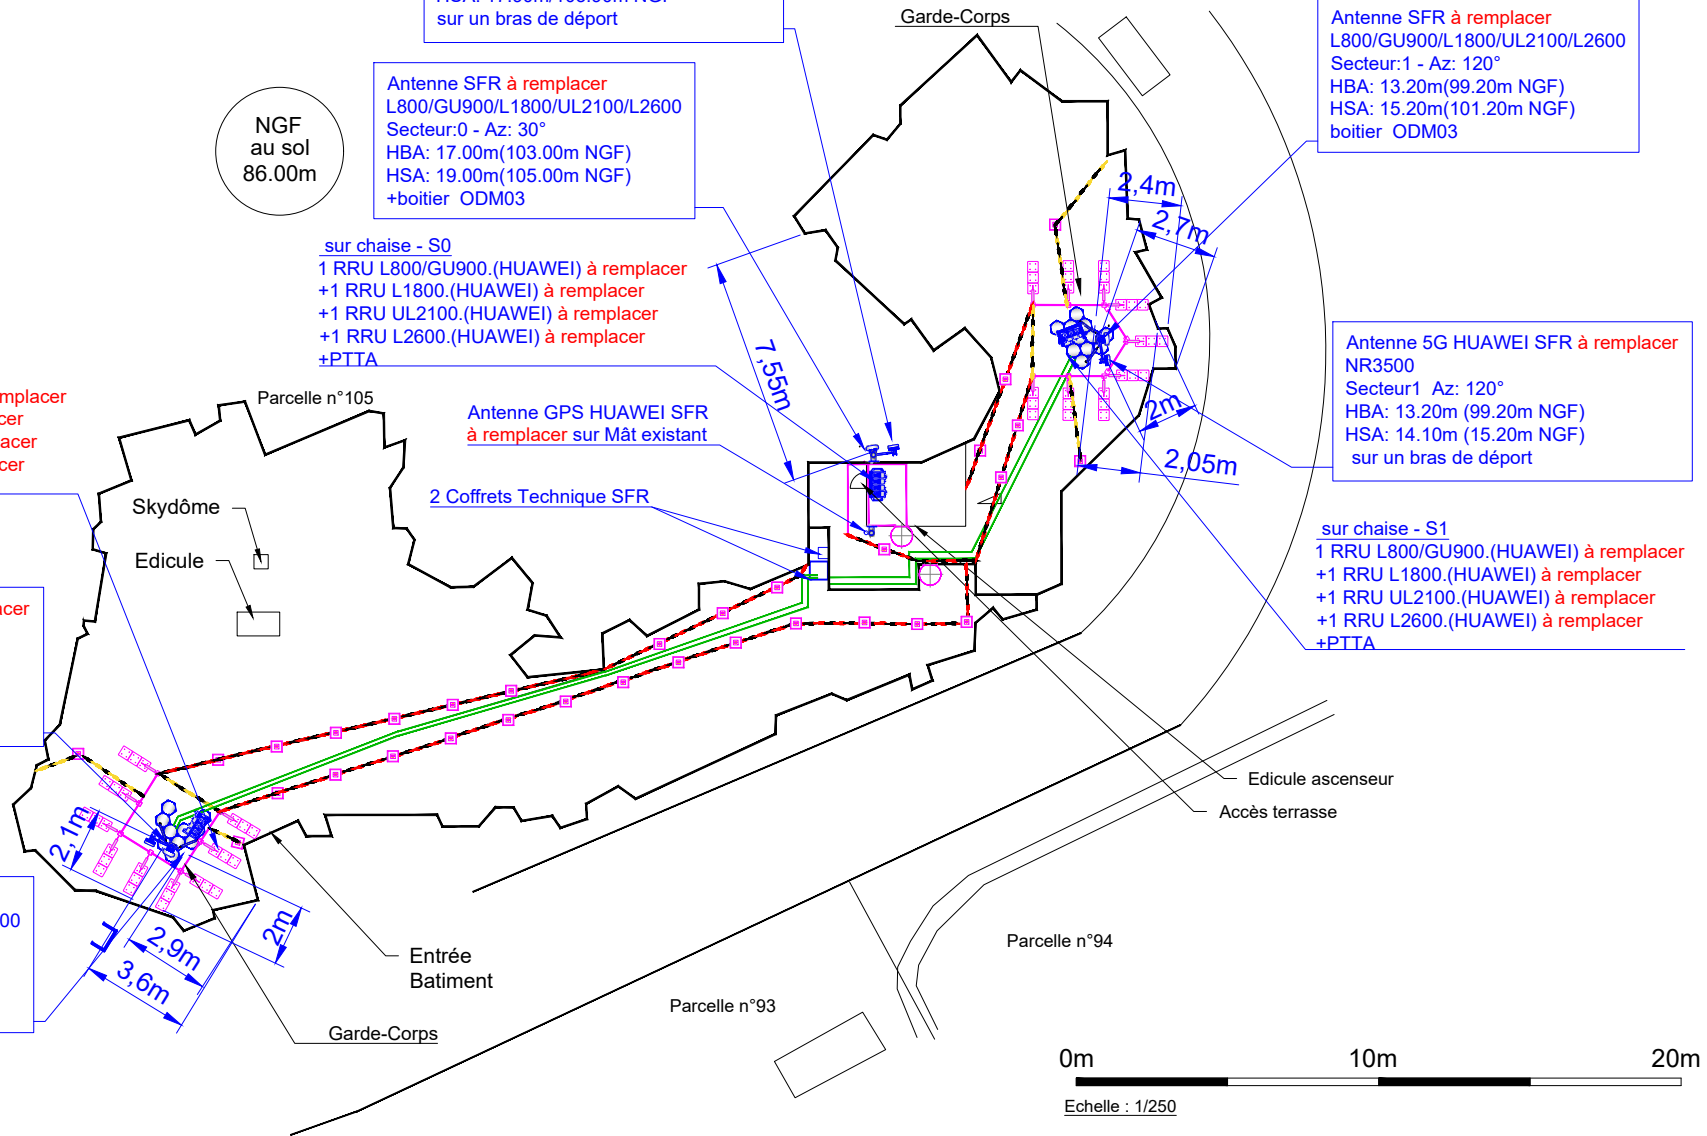 sur un bras de déport
Garde-Corps
Antenne SFR à remplacer
L800/GU900/L1800/UL2100/L2600
Secteur:1 - Az: 120°
HBA: 13.20m(99.20m NGF)
HSA: 15.20m(101.20m NGF)
boitier ODM03
NGF
au sol
86.00m
Antenne SFR à remplacer
L800/GU900/L1800/UL2100/L2600
Secteur:0 - Az: 30°
HBA: 17.00m(103.00m NGF)
HSA: 19.00m(105.00m NGF)
+boitier ODM03
2,4m
2,7m
sur chaise - S0
1 RRU L800/GU900.(HUAWEI) à remplacer
+1 RRU L1800.(HUAWEI) à remplacer
+1 RRU UL2100.(HUAWEI) à remplacer
+1 RRU L2600.(HUAWEI) à remplacer
+PTTA
7,55m
Antenne 5G HUAWEI SFR à remplacer
NR3500
Secteur1 Az: 120°
HBA: 13.20m (99.20m NGF)
HSA: 14.10m (15.20m NGF)
sur un bras de déport
Parcelle n°105
Antenne GPS HUAWEI SFR
à remplacer sur Mât existant
2m
2,05m
2 Coffrets Technique SFR
Skydôme
Edicule
sur chaise - S1
1 RRU L800/GU900.(HUAWEI) à remplacer
+1 RRU L1800.(HUAWEI) à remplacer
+1 RRU UL2100.(HUAWEI) à remplacer
+1 RRU L2600.(HUAWEI) à remplacer
+PTTA
Edicule ascenseur
Accès terrasse
2,1m
2m
2,9m
3,6m
Entrée
Batiment
Garde-Corps
Parcelle n°94
Parcelle n°93
0m 10m 20m
Echelle : 1/250